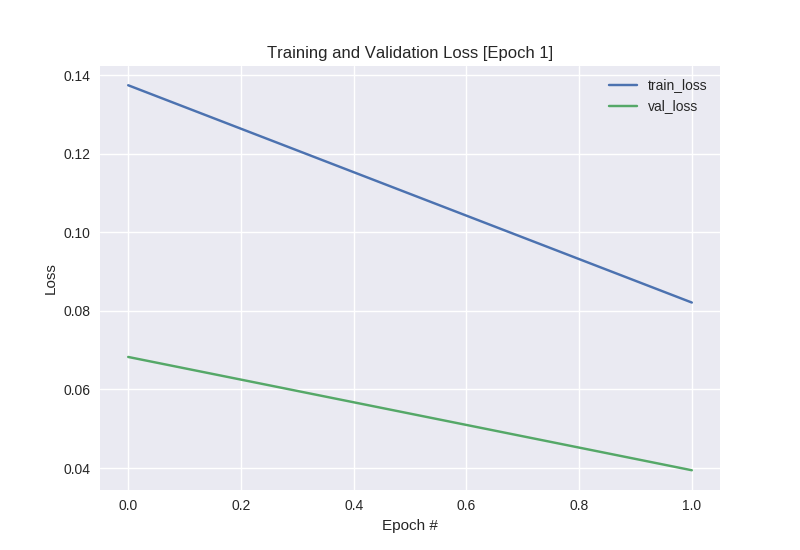 Training and Validation Loss [Epoch 1]
train_loss
val_loss
0.14
0.12
0.10
0.08
0.06
0.04
Loss
0.0 0.2 0.4 0.6 0.8 1.0
Epoch #